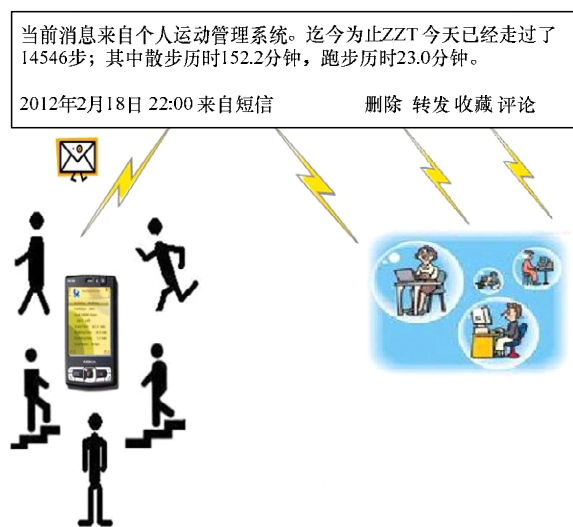 当前消息来自个人运动管理系统。迄今为止ZZT 今天已经走过了
14546步；其中散步历时152.2分钟，跑步历时23.0分钟。
2012年2月18日 22:00 来自短信 删除 转发 收藏 评论